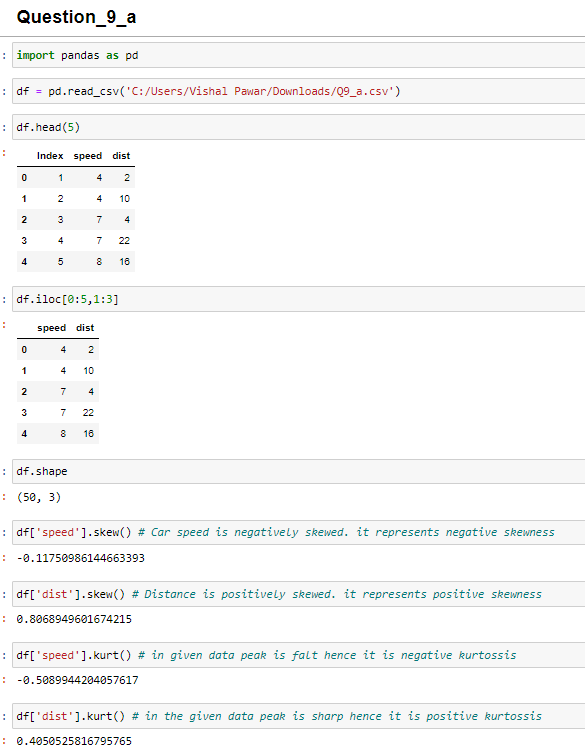 Question_9_a
: import pandas as pd
: df = pd.read_csv('C:/Users/Vishal Pawar/Downloads/Q9_a.csv')
: df.head(5)
:
Index speed dist
0 1 4 2
1 2 4 10
2 3 7 4
3 4 7 22
4 5 8 16
: df.iloc[0:5,1:3]
:
speed dist
0 4 2
1 4 10
2 7 4
3 7 22
4 8 16
: df.shape
: (50, 3)
: df['speed'].skew() # Car speed is negatively skewed. it represents negative skewness
: -0.11750986144663393
: df['dist'].skew() # Distance is positively skewed. it represents positive skewness
: 0.8068949601674215
: df['speed'].kurt() # in given data peak is falt hence it is negative kurtossis
: -0.5089944204057617
: df['dist'].kurt() # in the given data peak is sharp hence it is positive kurtossis
: 0.4050525816795765